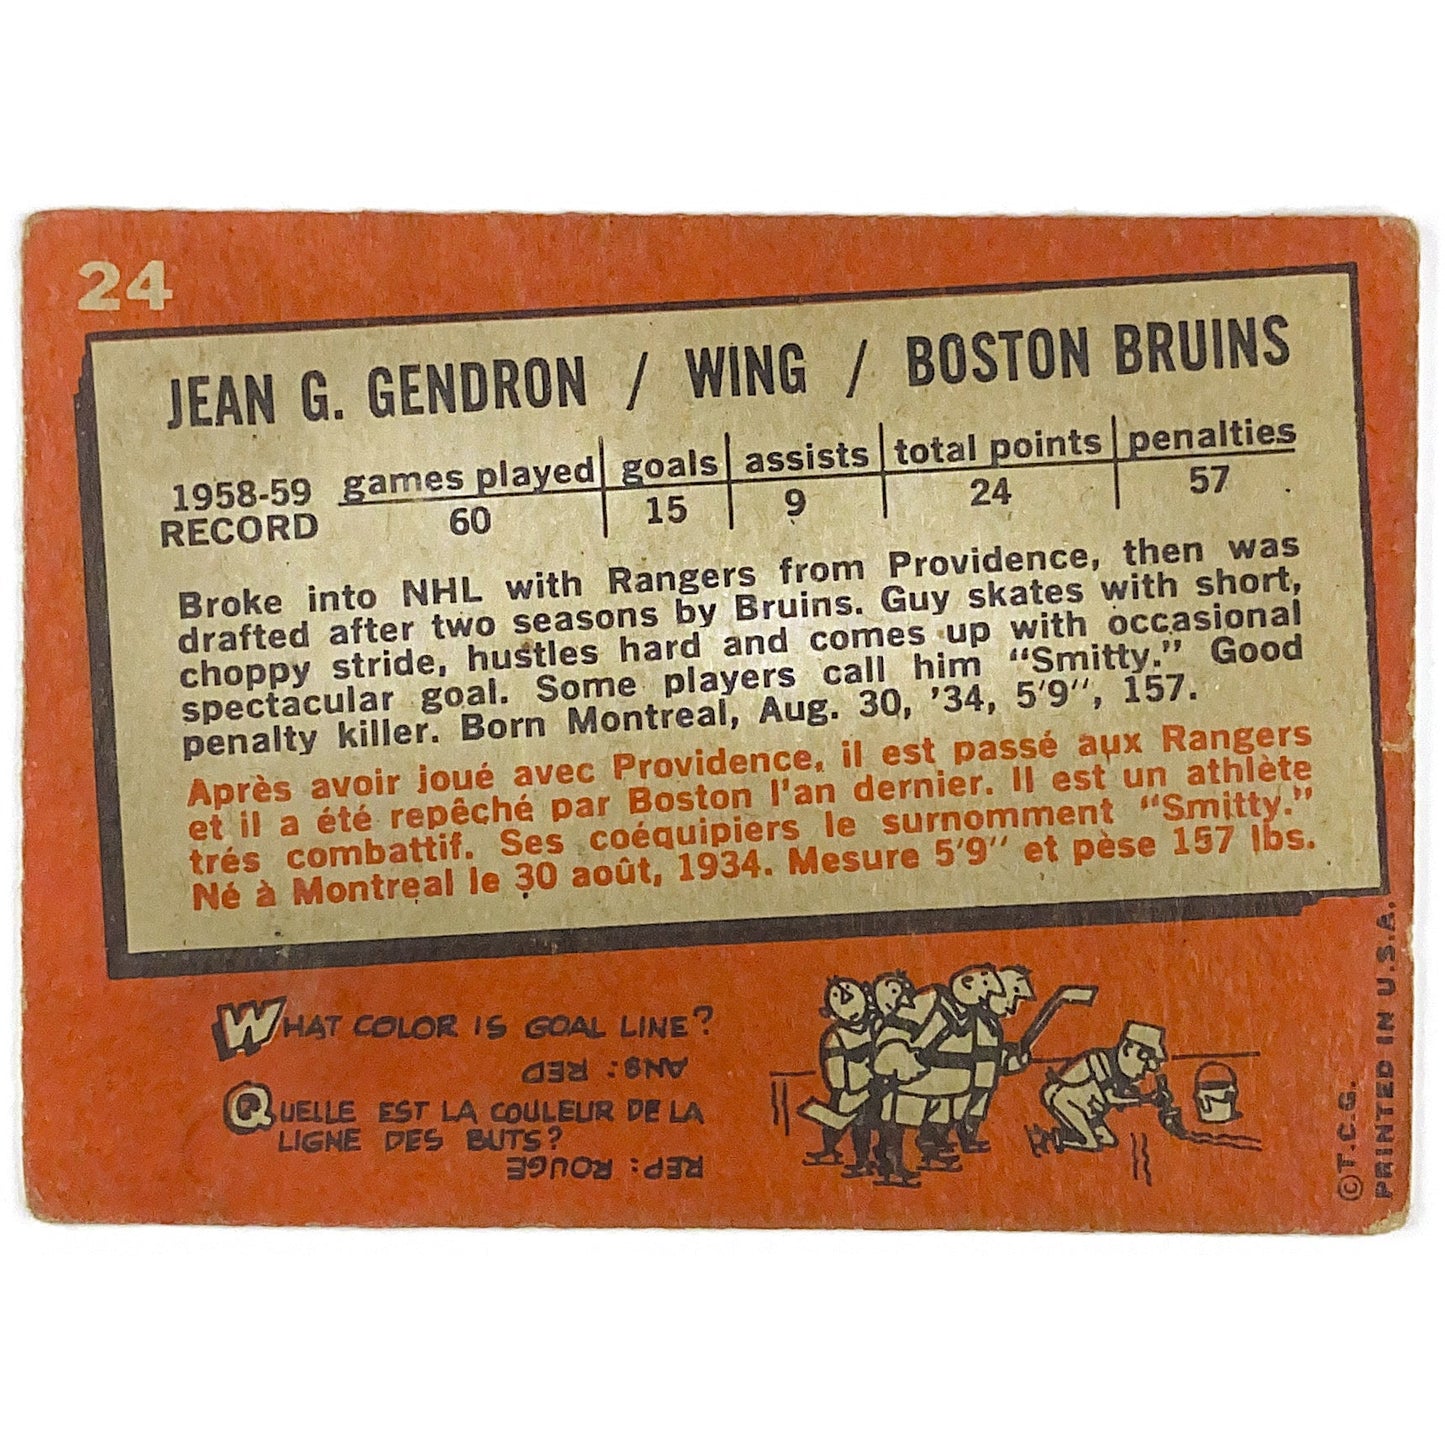 24
JEAN G. GENDRON / WING / BOSTON BRUINS
games played goals assists total points penalties
1958-59
RECORD 60 15 9 24 57
Broke into NHL with Rangers from Providence, then was
drafted after two seasons by Bruins. Guy skates with short,
choppy stride, hustles hard and comes up with occasional
spectacular goal. Some players call him "Smitty." Good
penalty killer. Born Montreal, Aug. 30, '34, 5'9", 157.
Après avoir joué avec Providence, il est passé aux Rangers
et il a été repêché par Boston l'an dernier. Il est un athlète
trés combattif. Ses coéquipiers le surnomment "Smitty."
Né à Montreal le 30 août, 1934. Mesure 5'9" et pèse 157 lbs.
WHAT COLOR IS GOAL LINE?
ANS: RED
QUELLE EST LA COULEUR DE LA
LIGNE DES BUTS?
REP: ROUGE
©T.C.G.
PRINTED IN U.S.A.